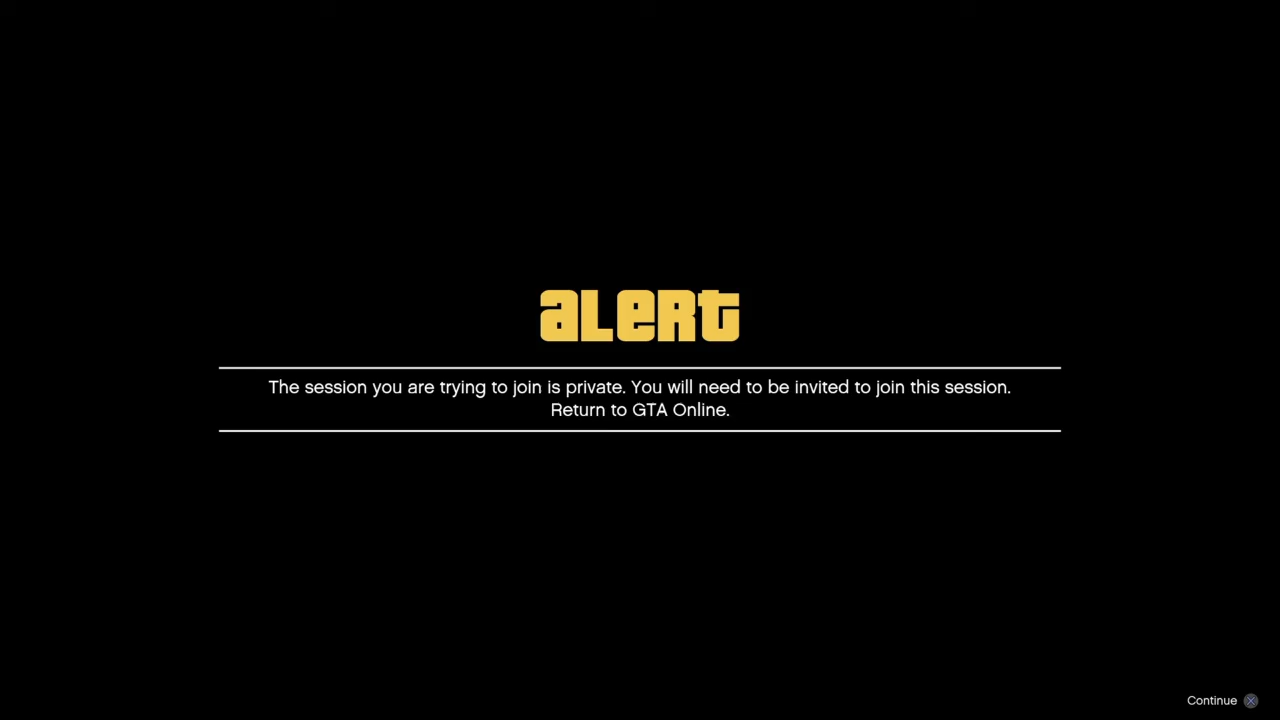 aLeRt
The session you are trying to join is private. You will need to be invited to join this session.
Return to GTA Online.
Continue